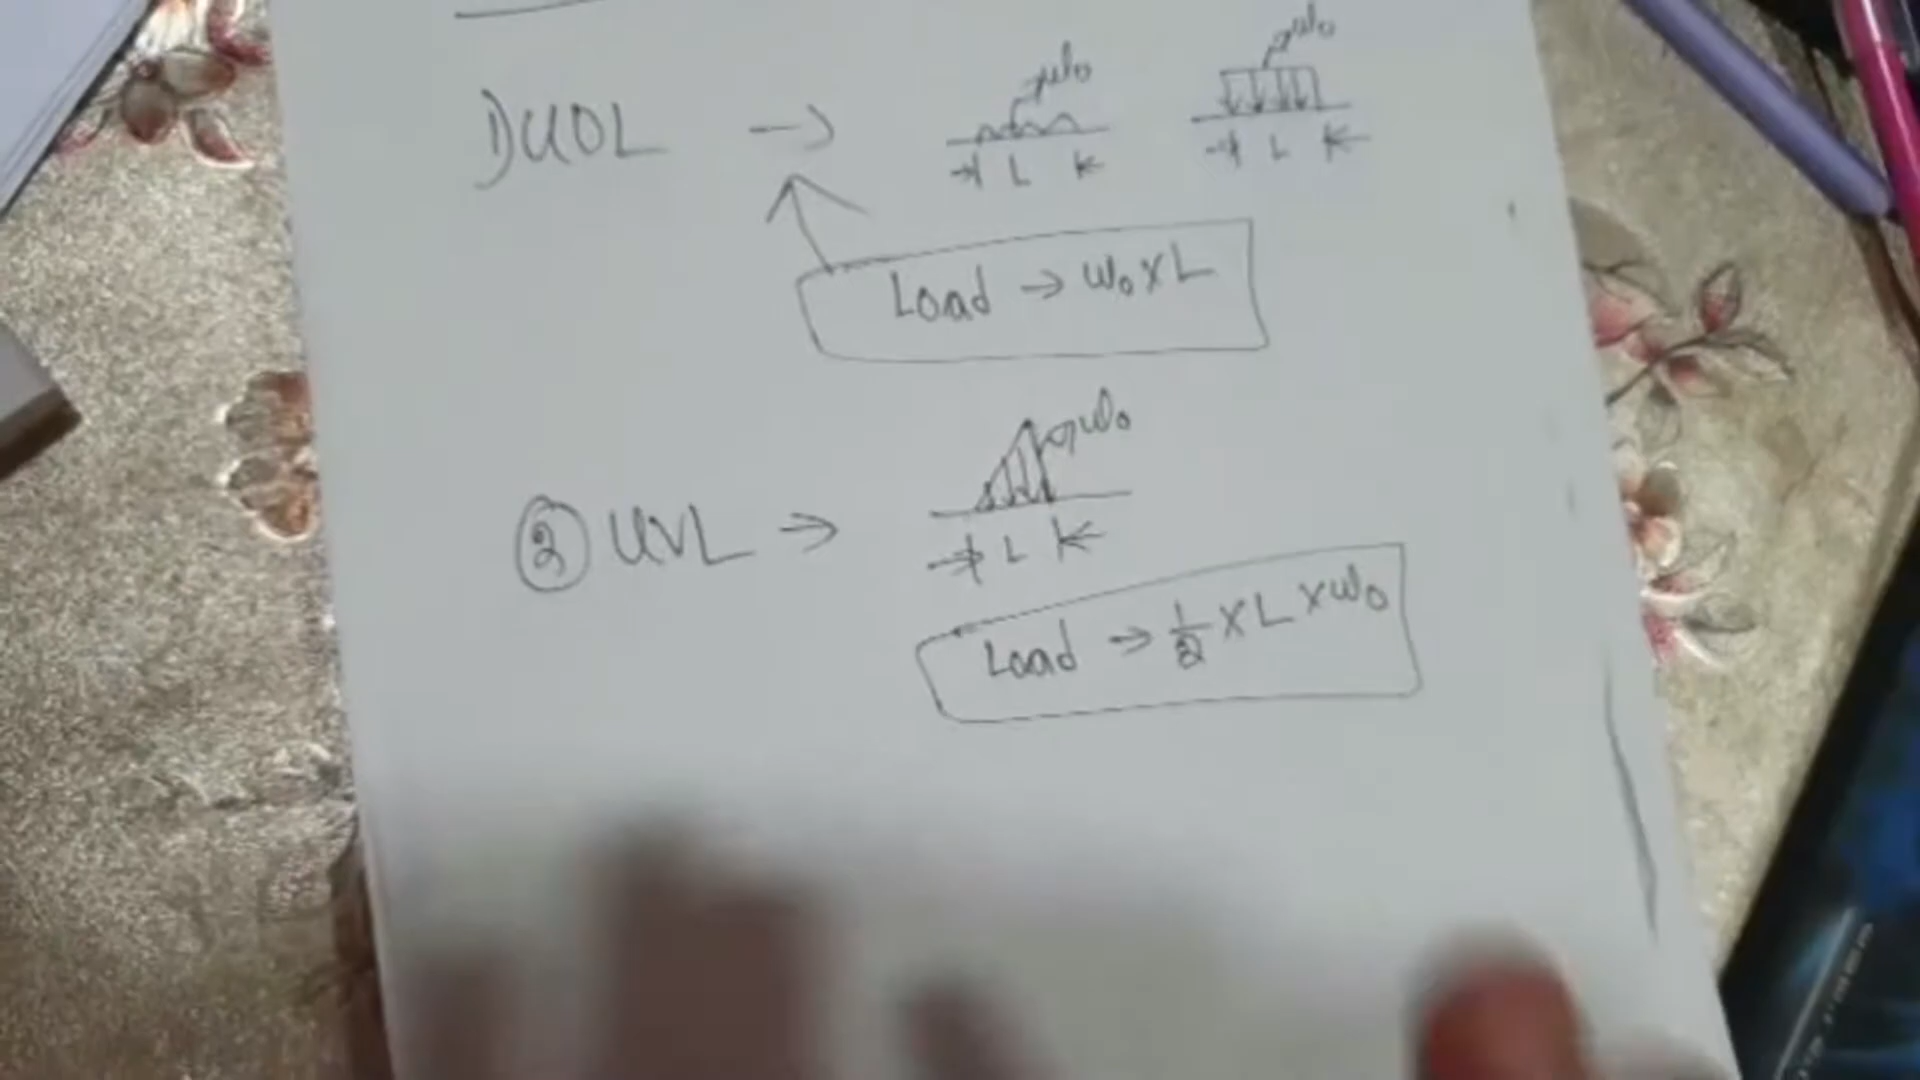 w₀ w₀
1) UDL →
L L
Load → w₀ x L
w₀
② UVL →
L
Load → 1/2 x L x w₀